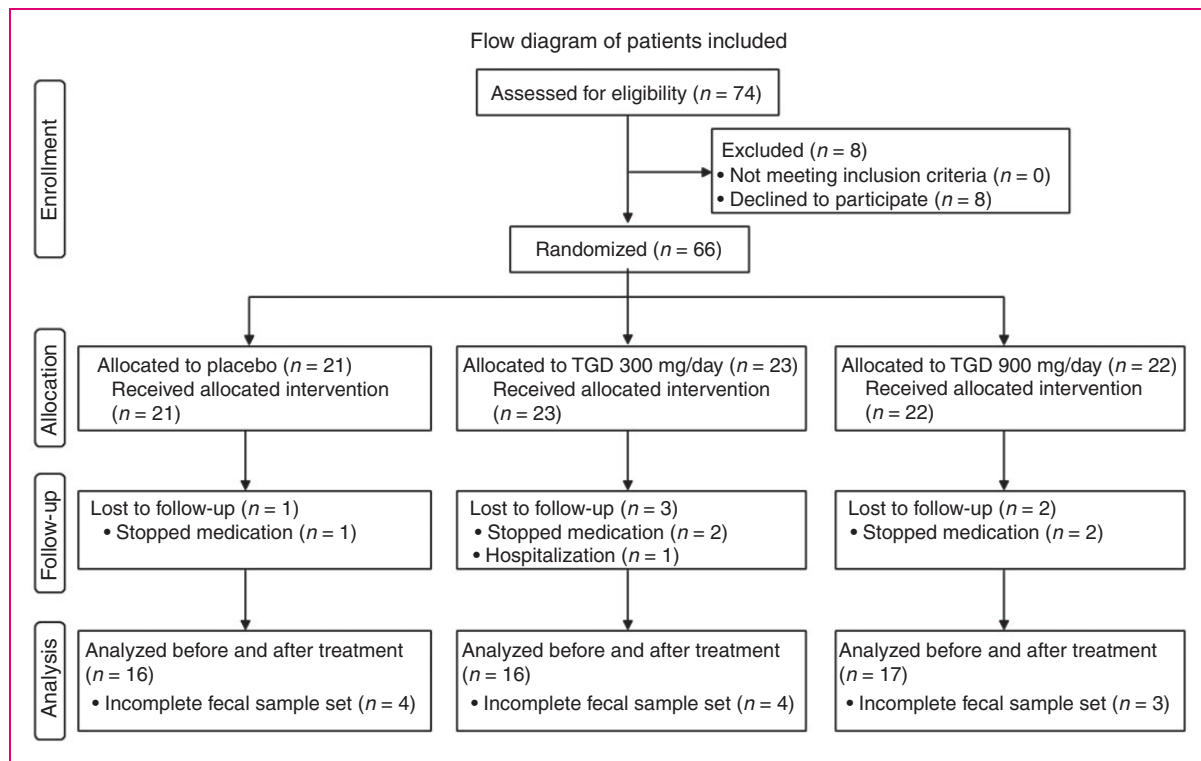 Flow diagram of patients included
Enrollment
Assessed for eligibility (n = 74)
Excluded (n = 8)
• Not meeting inclusion criteria (n = 0)
• Declined to participate (n = 8)
Randomized (n = 66)
Allocation
Allocated to placebo (n = 21)
Received allocated intervention
(n = 21)
Allocated to TGD 300 mg/day (n = 23)
Received allocated intervention
(n = 23)
Allocated to TGD 900 mg/day (n = 22)
Received allocated intervention
(n = 22)
Follow-up
Lost to follow-up (n = 1)
• Stopped medication (n = 1)
Lost to follow-up (n = 3)
• Stopped medication (n = 2)
• Hospitalization (n = 1)
Lost to follow-up (n = 2)
• Stopped medication (n = 2)
Analysis
Analyzed before and after treatment
(n = 16)
• Incomplete fecal sample set (n = 4)
Analyzed before and after treatment
(n = 16)
• Incomplete fecal sample set (n = 4)
Analyzed before and after treatment
(n = 17)
• Incomplete fecal sample set (n = 3)